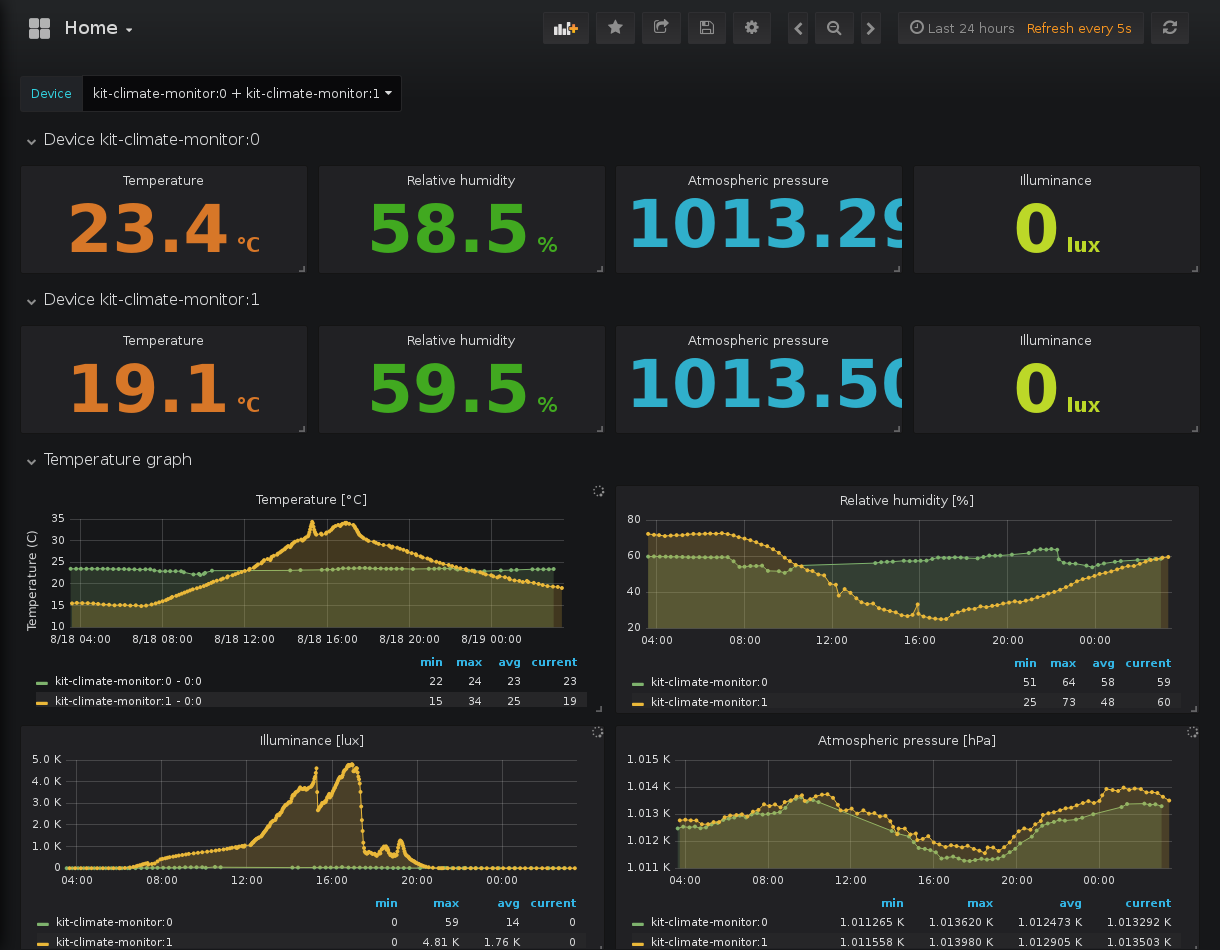 Home
Last 24 hours Refresh every 5s
Device kit-climate-monitor:0 + kit-climate-monitor:1
Device kit-climate-monitor:0
Temperature Relative humidity Atmospheric pressure Illuminance
23.4 °C 58.5 % 1013.29 0 lux
Device kit-climate-monitor:1
Temperature Relative humidity Atmospheric pressure Illuminance
19.1 °C 59.5 % 1013.50 0 lux
Temperature graph
Temperature [°C]
Temperature (C)
35
30
25
20
15
10
8/18 04:00 8/18 08:00 8/18 12:00 8/18 16:00 8/18 20:00 8/19 00:00
min max avg current
kit-climate-monitor:0 - 0:0 22 24 23 23
kit-climate-monitor:1 - 0:0 15 34 25 19
Relative humidity [%]
80
60
40
20
04:00 08:00 12:00 16:00 20:00 00:00
min max avg current
kit-climate-monitor:0 51 64 58 59
kit-climate-monitor:1 25 73 48 60
Illuminance [lux]
5.0 K
4.0 K
3.0 K
2.0 K
1.0 K
0
04:00 08:00 12:00 16:00 20:00 00:00
min max avg current
kit-climate-monitor:0 0 59 14 0
kit-climate-monitor:1 0 4.81 K 1.76 K 0
Atmospheric pressure [hPa]
1.015 K
1.014 K
1.013 K
1.012 K
1.011 K
04:00 08:00 12:00 16:00 20:00 00:00
min max avg current
kit-climate-monitor:0 1.011265 K 1.013620 K 1.012473 K 1.013292 K
kit-climate-monitor:1 1.011558 K 1.013980 K 1.012905 K 1.013503 K